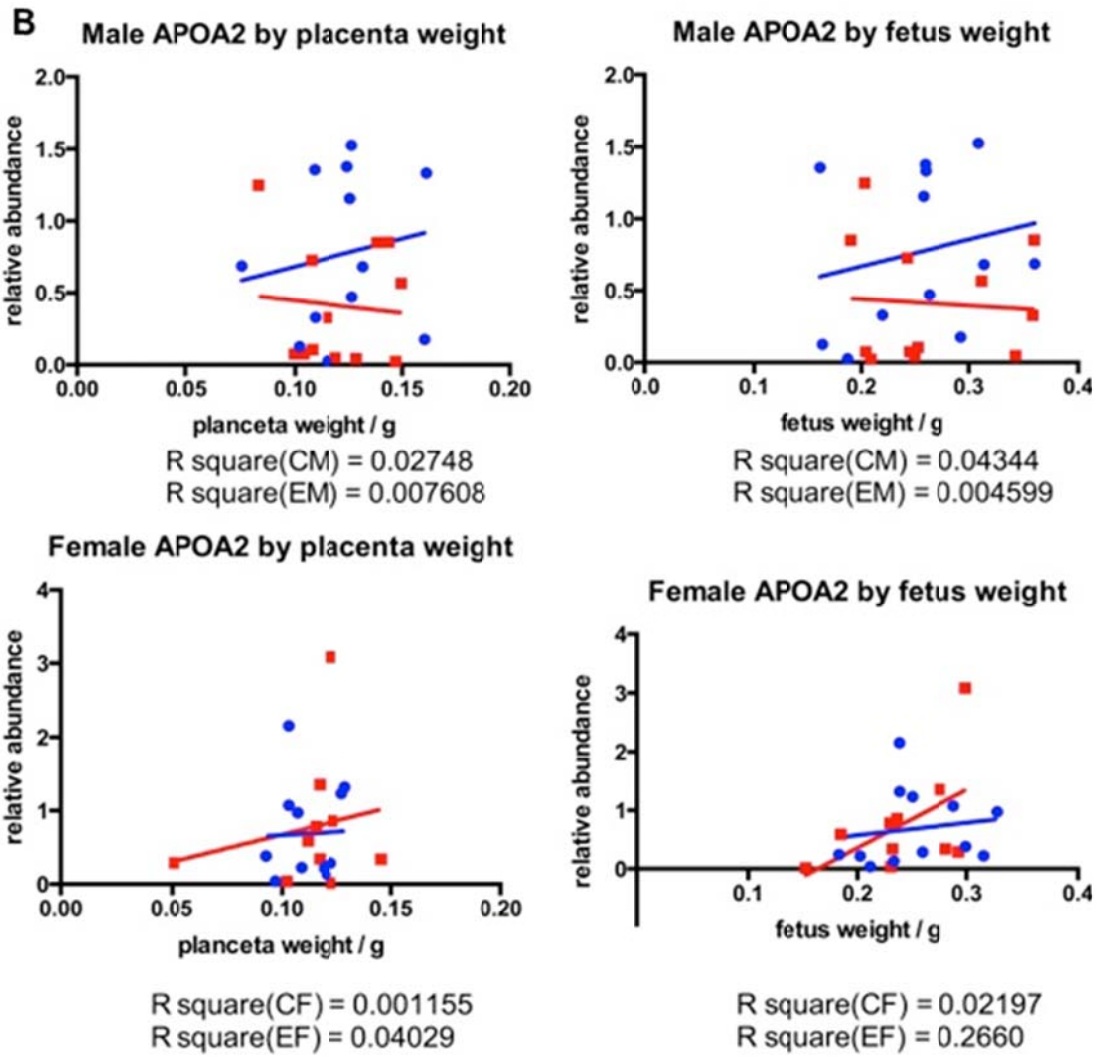 B
Male APOA2 by placenta weight
relative abundance
2.0
1.5
1.0
0.5
0.0
0.00 0.05 0.10 0.15 0.20
planceta weight / g
R square(CM) = 0.02748
R square(EM) = 0.007608
Male APOA2 by fetus weight
relative abundance
2.0
1.5
1.0
0.5
0.0
0.0 0.1 0.2 0.3 0.4
fetus weight / g
R square(CM) = 0.04344
R square(EM) = 0.004599
Female APOA2 by placenta weight
relative abundance
4
3
2
1
0
0.00 0.05 0.10 0.15 0.20
planceta weight / g
R square(CF) = 0.001155
R square(EF) = 0.04029
Female APOA2 by fetus weight
relative abundance
4
3
2
1
0
0.1 0.2 0.3 0.4
fetus weight / g
R square(CF) = 0.02197
R square(EF) = 0.2660